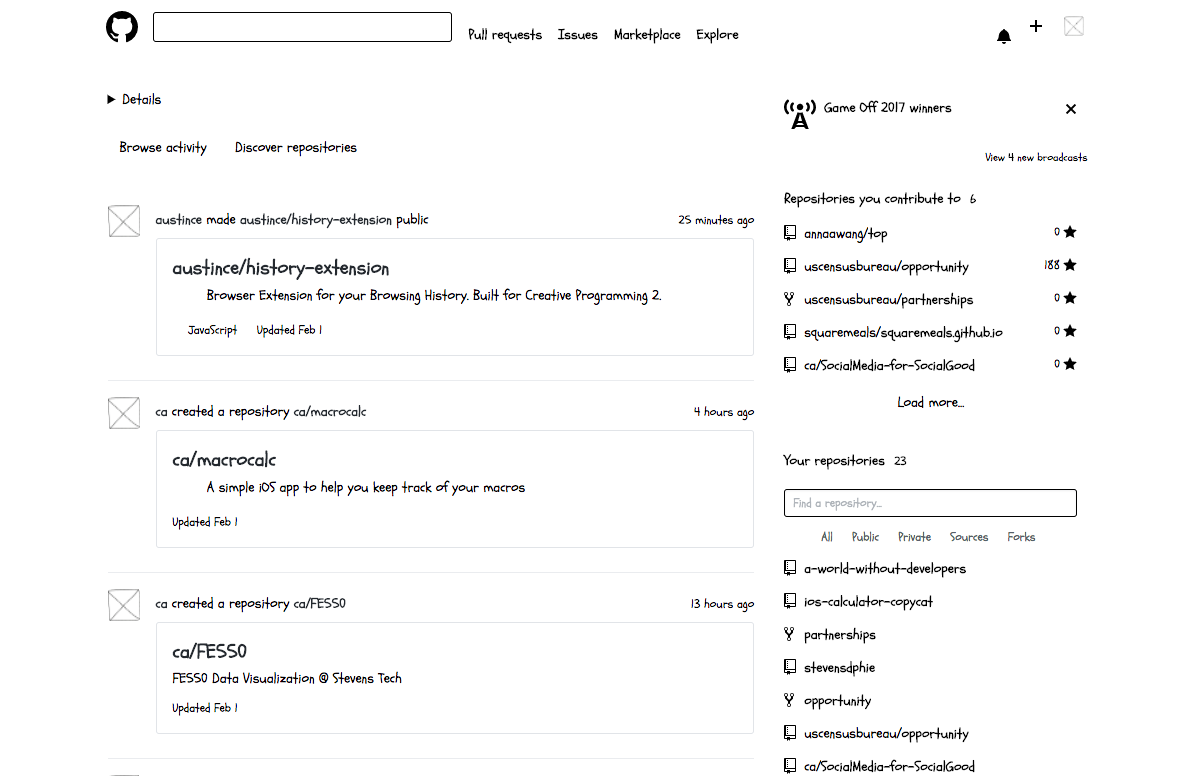 Pull requests Issues Marketplace Explore
Details
Browse activity Discover repositories
austince made austince/history-extension public 25 minutes ago
austince/history-extension
Browser Extension for your Browsing History. Built for Creative Programming 2.
JavaScript Updated Feb 1
ca created a repository ca/macrocalc 4 hours ago
ca/macrocalc
A simple iOS app to help you keep track of your macros
Updated Feb 1
ca created a repository ca/FESS0 13 hours ago
ca/FESS0
FESS0 Data Visualization @ Stevens Tech
Updated Feb 1
Game Off 2017 winners
View 4 new broadcasts
Repositories you contribute to 6
annaawang/top 0
uscensusbureau/opportunity 188
uscensusbureau/partnerships 0
squaremeals/squaremeals.github.io 0
ca/SocialMedia-for-SocialGood 0
Load more...
Your repositories 23
Find a repository...
All Public Private Sources Forks
a-world-without-developers
ios-calculator-copycat
partnerships
stevensdphie
opportunity
uscensusbureau/opportunity
ca/SocialMedia-for-SocialGood